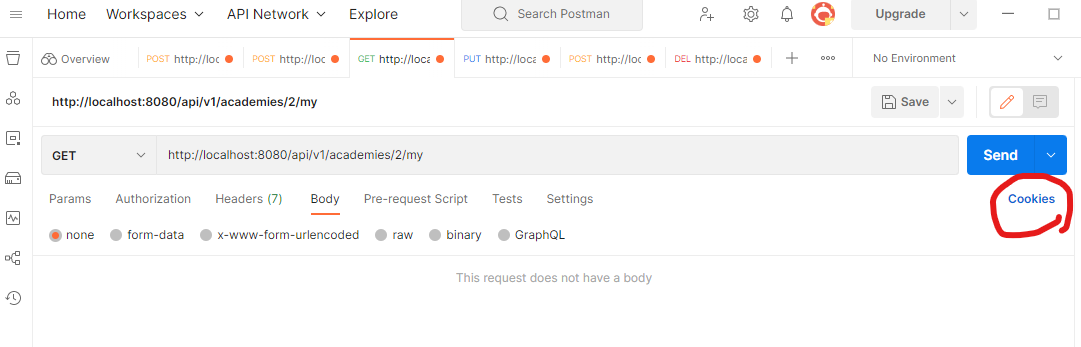 Home Workspaces API Network Explore Search Postman Upgrade
Overview POST http://loc POST http://loc GET http://loca PUT http://loca POST http://loca DEL http://loca No Environment
http://localhost:8080/api/v1/academies/2/my Save
GET http://localhost:8080/api/v1/academies/2/my Send
Params Authorization Headers (7) Body Pre-request Script Tests Settings Cookies
none form-data x-www-form-urlencoded raw binary GraphQL
This request does not have a body